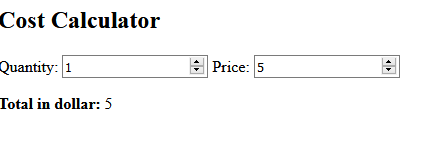 Cost Calculator
Quantity: 1 Price: 5
Total in dollar: 5